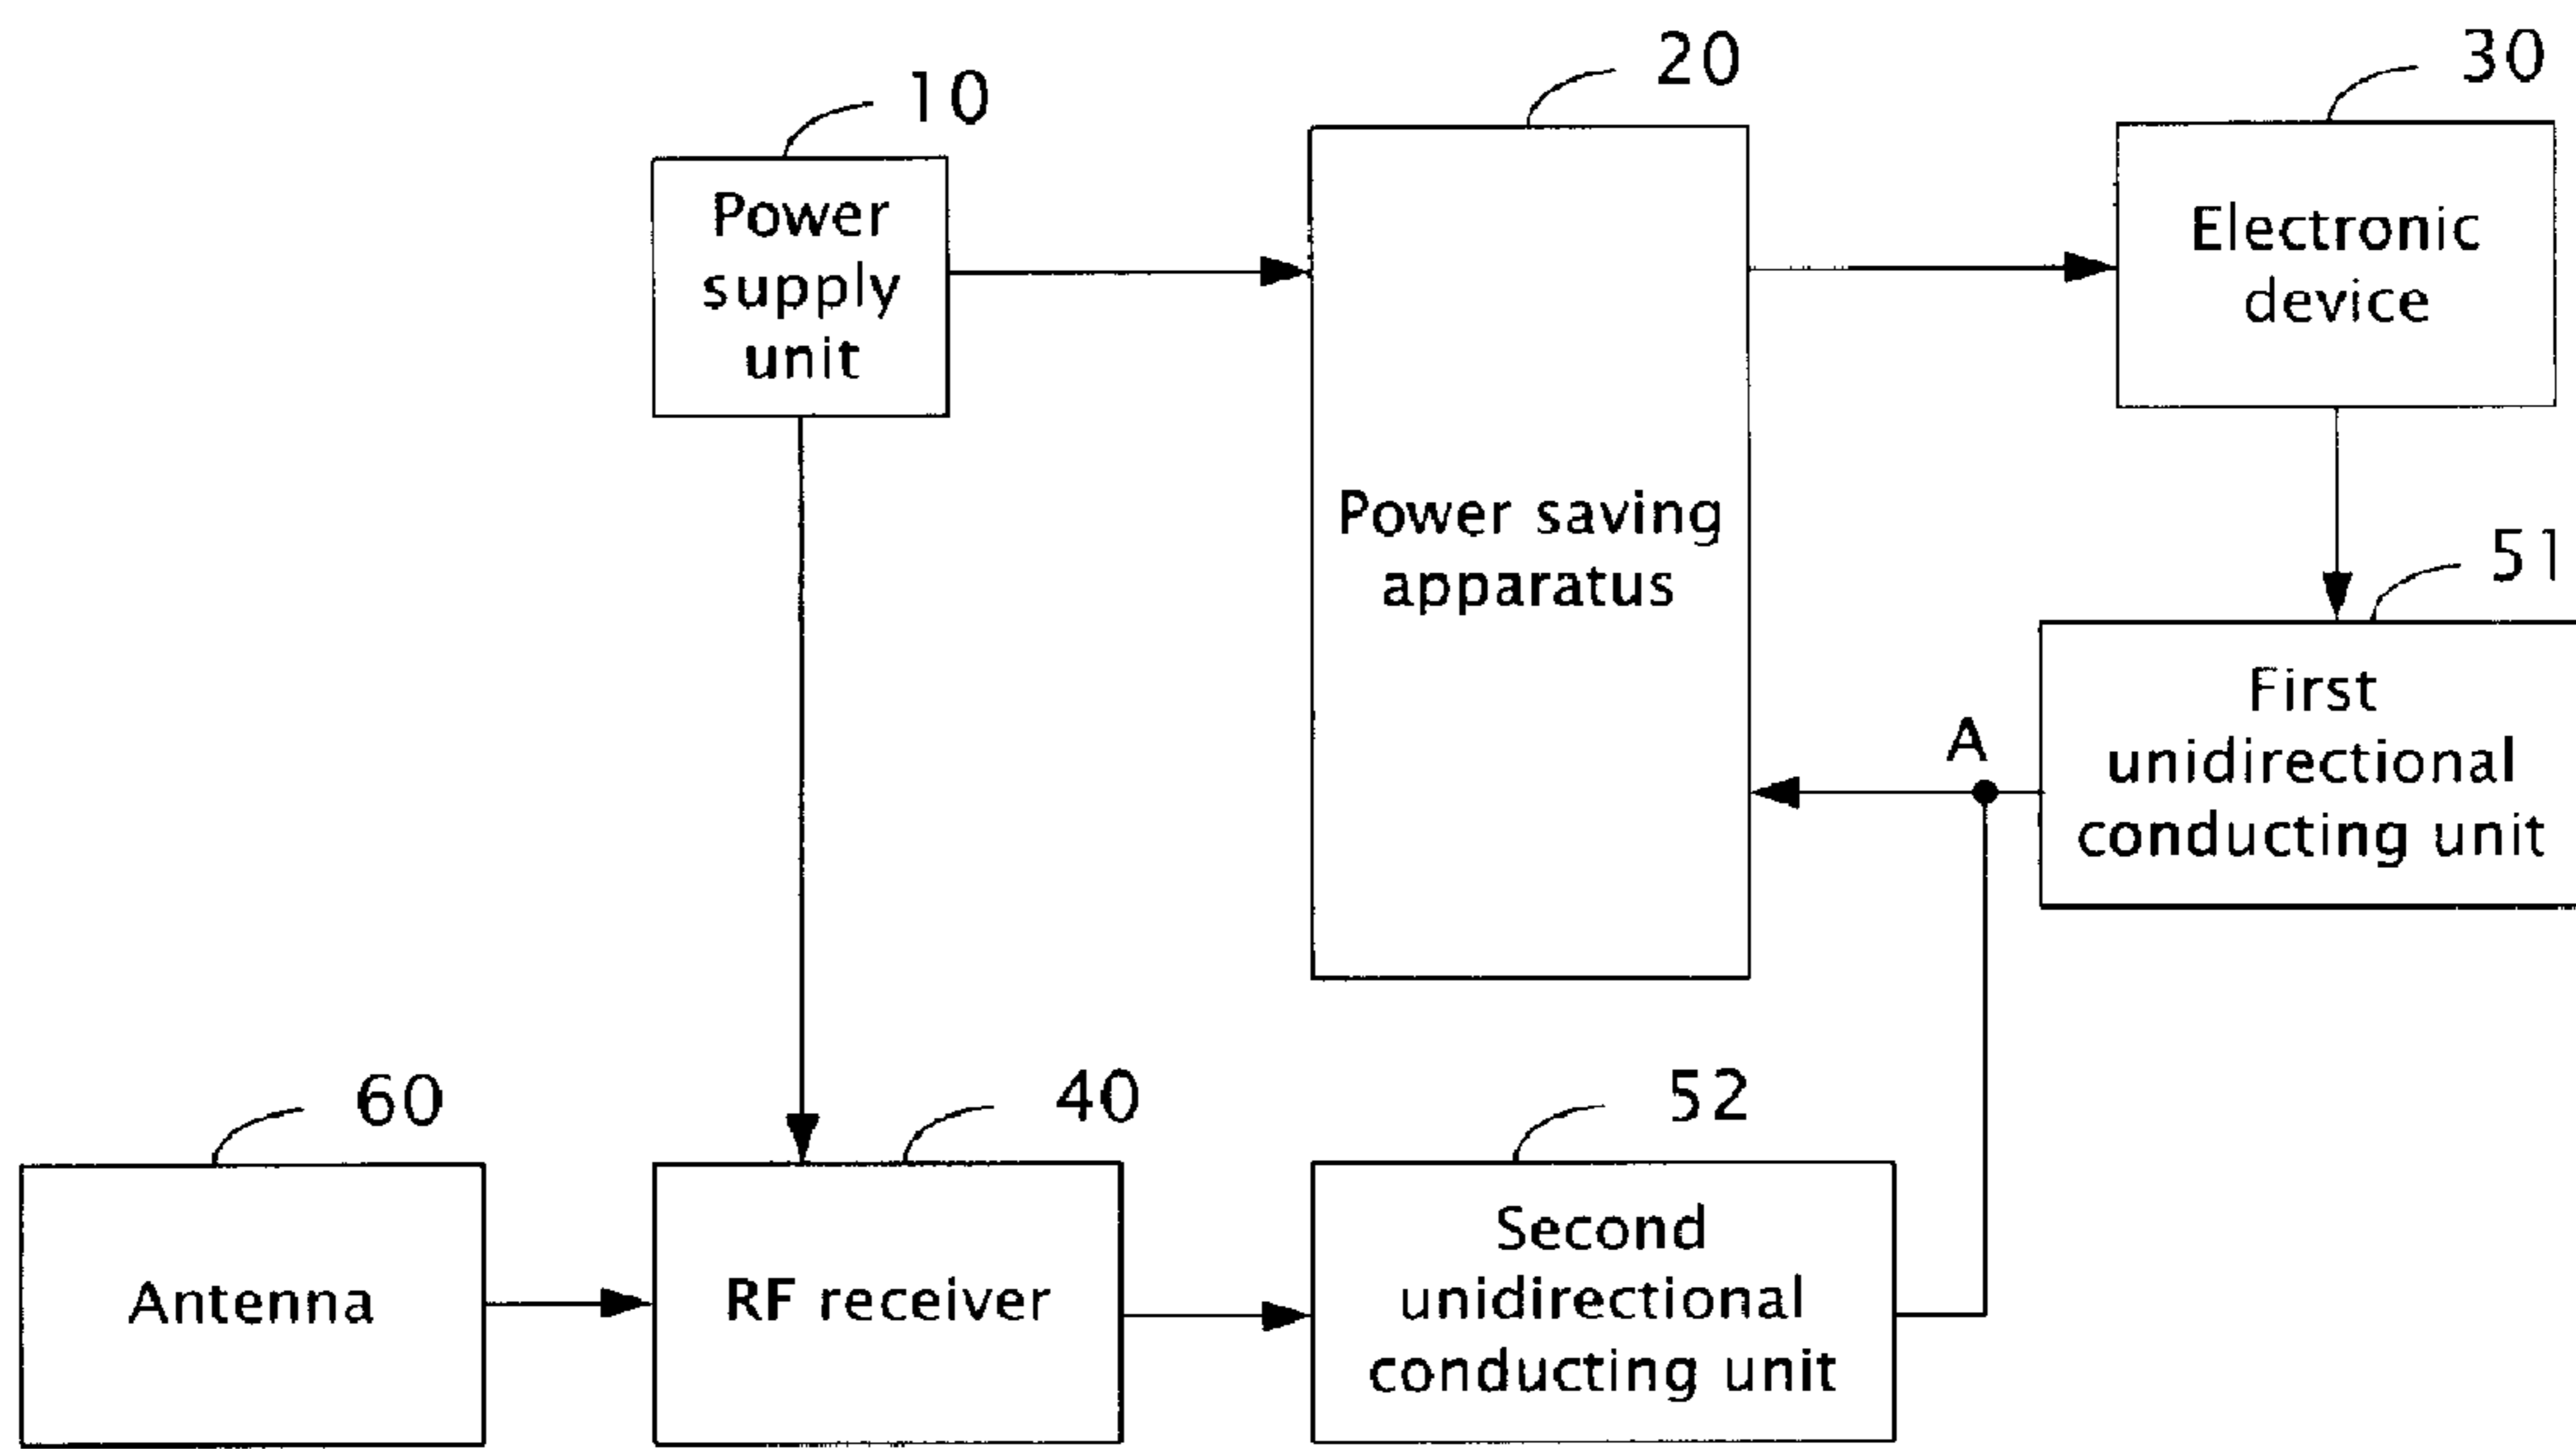 10
20
30
Power
supply
unit
Electronic
device
Power saving
apparatus
51
First
unidirectional
conducting unit
A
60
40
52
Antenna
RF receiver
Second
unidirectional
conducting unit